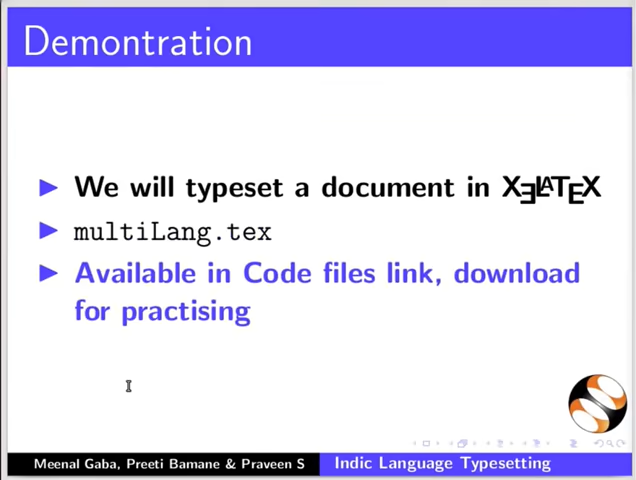 Demontration
We will typeset a document in XƎLATEX
multiLang.tex
Available in Code files link, download
for practising
Meenal Gaba, Preeti Bamane & Praveen S
Indic Language Typesetting